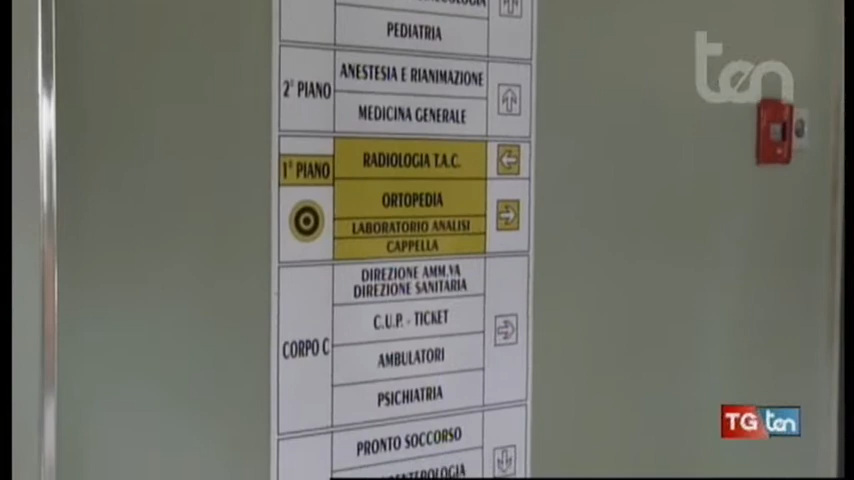 PEDIATRIA
2° PIANO
ANESTESIA E RIANIMAZIONE
MEDICINA GENERALE
1° PIANO
RADIOLOGIA T.A.C.
ORTOPEDIA
LABORATORIO ANALISI
CAPPELLA
CORPO C
DIREZIONE AMM.VA
DIREZIONE SANITARIA
C.U.P. - TICKET
AMBULATORI
PSICHIATRIA
PRONTO SOCCORSO
ten
TG ten